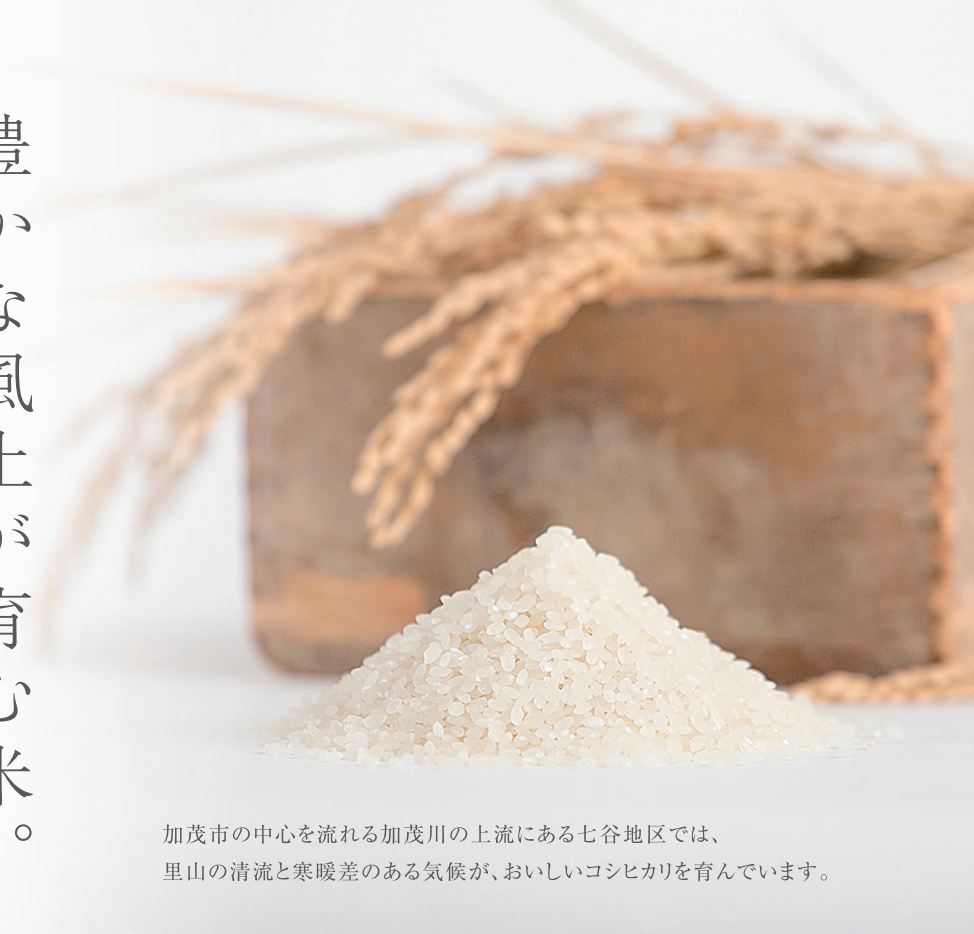 豊かな風土が育む米。
加茂市の中心を流れる加茂川の上流にある七谷地区では、
里山の清流と寒暖差のある気候が、おいしいコシヒカリを育んでいます。